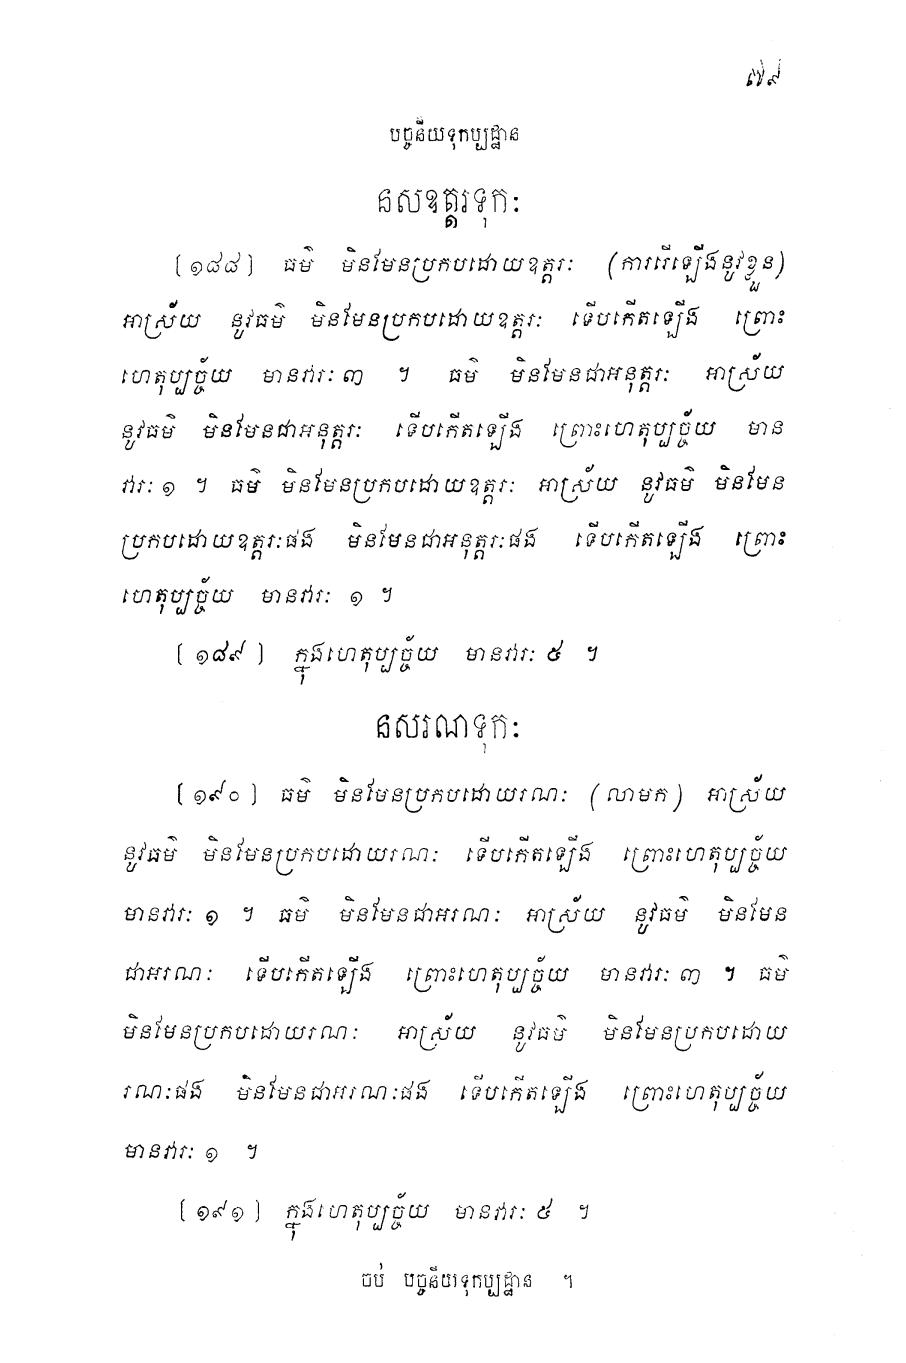 ៧៩
បច្ចនីយទុកប្បដ្ឋាន
នសឧត្តរទុកៈ
[១៨៨] ធម៌ មិនមែនប្រកបដោយឧត្តរៈ (ការរើឡើងនូវខ្លួន)
អាស្រ័យ នូវធម៌ មិនមែនប្រកបដោយឧត្តរៈ ទើបកើតឡើង ព្រោះ
ហេតុប្បច្ច័យ មានវារៈ ៣ ។ ធម៌ មិនមែនជាអនុត្តរៈ អាស្រ័យ
នូវធម៌ មិនមែនជាអនុត្តរៈ ទើបកើតឡើង ព្រោះហេតុប្បច្ច័យ មាន
វារៈ ១ ។ ធម៌ មិនមែនប្រកបដោយឧត្តរៈ អាស្រ័យ នូវធម៌ មិនមែន
ប្រកបដោយឧត្តរៈផង មិនមែនជាអនុត្តរៈផង ទើបកើតឡើង ព្រោះ
ហេតុប្បច្ច័យ មានវារៈ ១ ។
[១៨៩] ក្នុងហេតុប្បច្ច័យ មានវារៈ ៥ ។
នសរណទុកៈ
[១៩០] ធម៌ មិនមែនប្រកបដោយរណៈ (លាមក) អាស្រ័យ
នូវធម៌ មិនមែនប្រកបដោយរណៈ ទើបកើតឡើង ព្រោះហេតុប្បច្ច័យ
មានវារៈ ១ ។ ធម៌ មិនមែនជាអរណៈ អាស្រ័យ នូវធម៌ មិនមែន
ជាអរណៈ ទើបកើតឡើង ព្រោះហេតុប្បច្ច័យ មានវារៈ ៣ ។ ធម៌
មិនមែនប្រកបដោយរណៈ អាស្រ័យ នូវធម៌ មិនមែនប្រកបដោយ
រណៈផង មិនមែនជាអរណៈផង ទើបកើតឡើង ព្រោះហេតុប្បច្ច័យ
មានវារៈ ១ ។
[១៩១] ក្នុងហេតុប្បច្ច័យ មានវារៈ ៥ ។
ចប់ បច្ចនីយទុកប្បដ្ឋាន ។